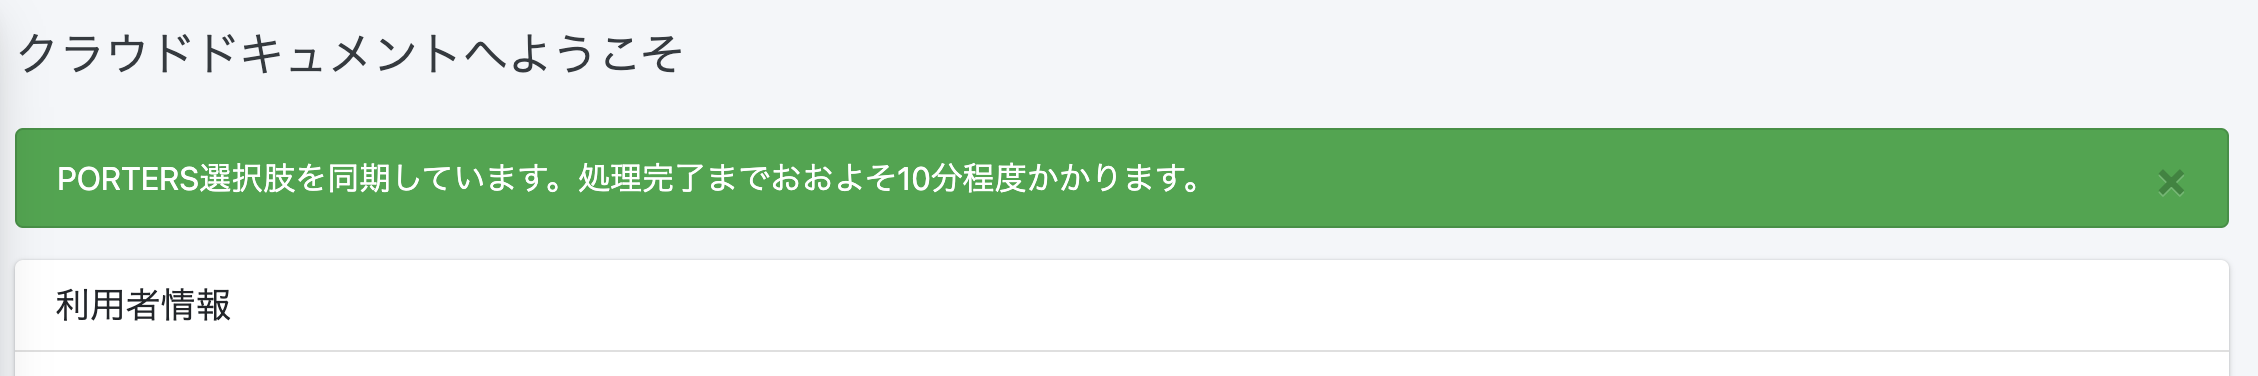 クラウドドキュメントへようこそ
PORTERS選択肢を同期しています。処理完了までおおよそ10分程度かかります。
利用者情報